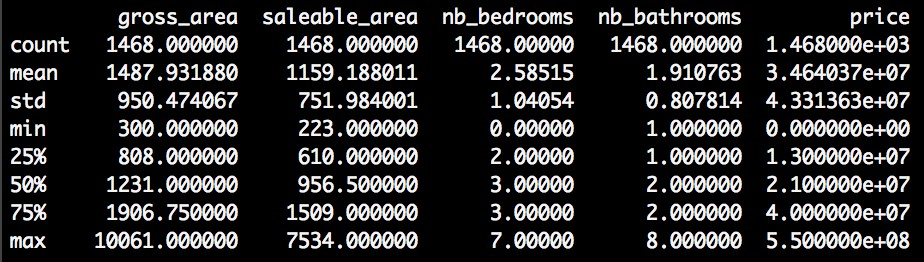 gross_area saleable_area nb_bedrooms nb_bathrooms price
count 1468.000000 1468.000000 1468.00000 1468.000000 1.468000e+03
mean 1487.931880 1159.188011 2.58515 1.910763 3.464037e+07
std 950.474067 751.984001 1.04054 0.807814 4.331363e+07
min 300.000000 223.000000 0.00000 1.000000 0.000000e+00
25% 808.000000 610.000000 2.00000 1.000000 1.300000e+07
50% 1231.000000 956.500000 3.00000 2.000000 2.100000e+07
75% 1906.750000 1509.000000 3.00000 2.000000 4.000000e+07
max 10061.000000 7534.000000 7.00000 8.000000 5.500000e+08